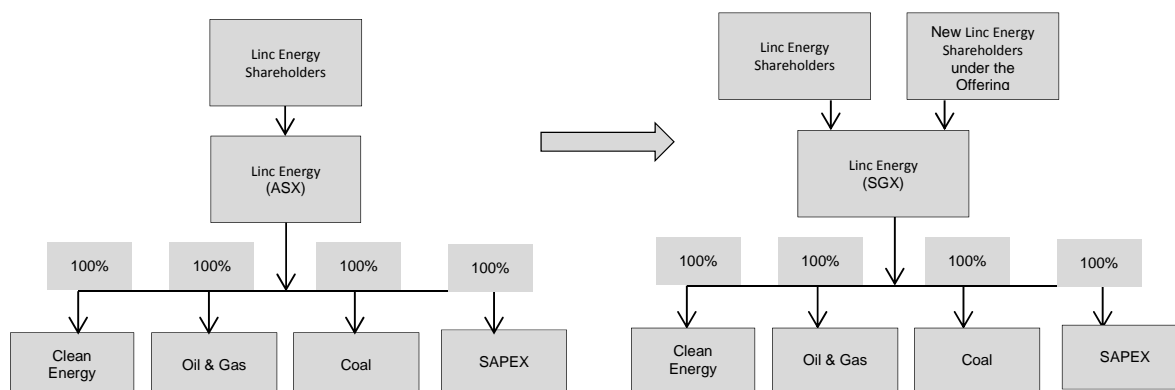 Linc Energy
Shareholders
Linc Energy
(ASX)
100%
100%
100%
100%
Clean
Energy
Oil & Gas
Coal
SAPEX
Linc Energy
Shareholders
New Linc Energy
Shareholders
under the
Offering
Linc Energy
(SGX)
100%
100%
100%
100%
Clean
Energy
Oil & Gas
Coal
SAPEX